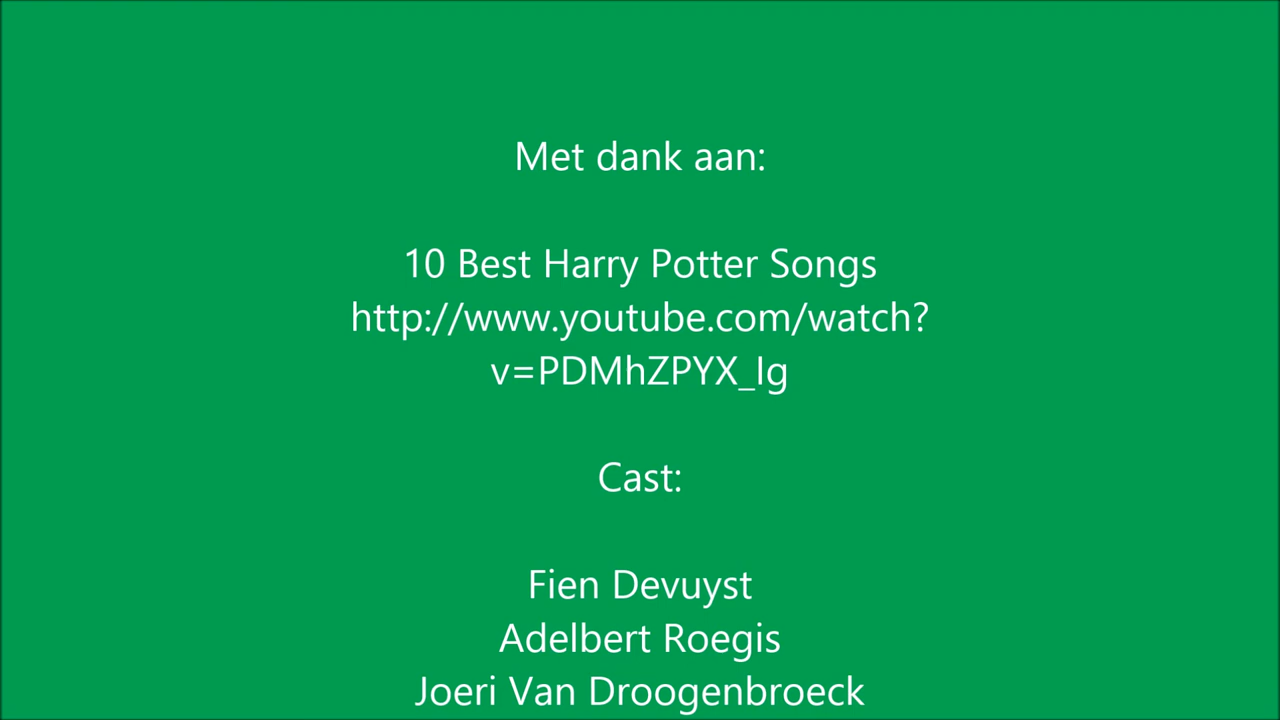 Met dank aan:
10 Best Harry Potter Songs
http://www.youtube.com/watch?
v=PDMhZPYX_Ig
Cast:
Fien Devuyst
Adelbert Roegis
Joeri Van Droogenbroeck